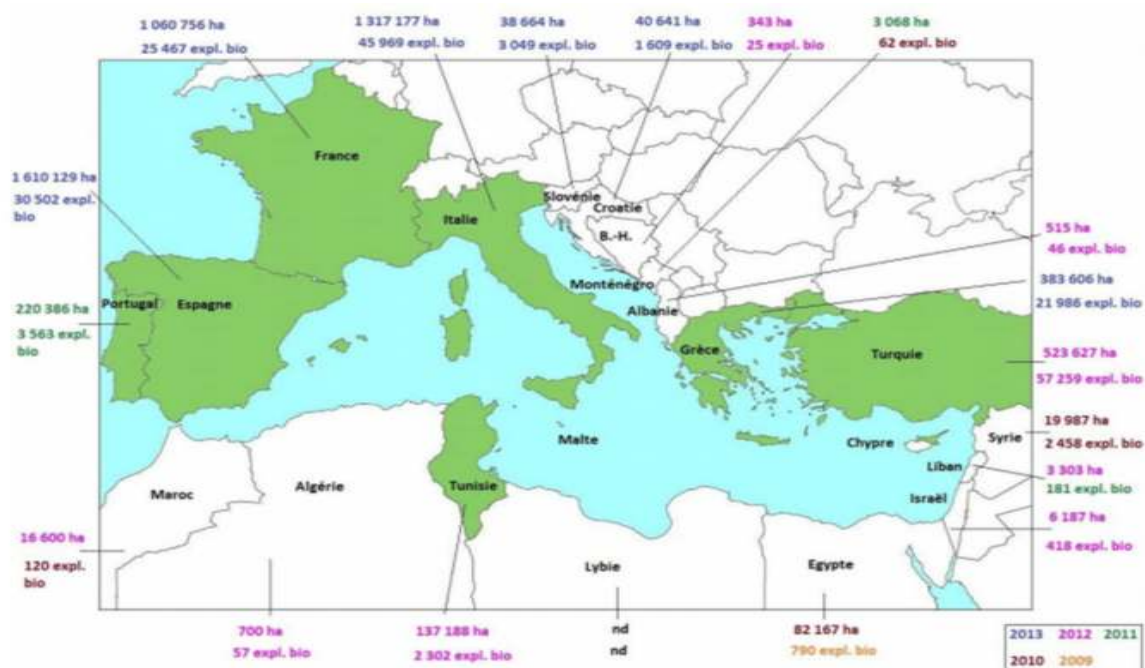 1 060 756 ha
25 467 expl. bio
1 317 177 ha
45 969 expl. bio
38 664 ha
3 049 expl. bio
40 641 ha
1 609 expl. bio
343 ha
25 expl. bio
3 068 ha
62 expl. bio
France
1 610 129 ha
30 502 expl.
bio
Slovénie
Croatie
Italie
B.-H.
515 ha
46 expl. bio
Monténégro
383 606 ha
21 986 expl. bio
Portugal
Espagne
Albanie
220 386 ha
3 563 expl.
bio
Grèce
Turquie
523 627 ha
57 259 expl. bio
19 987 ha
2 458 expl. bio
Malte
Chypre
Syrie
Liban
3 303 ha
181 expl. bio
Maroc
Algérie
Tunisie
Israël
6 187 ha
418 expl. bio
16 600 ha
120 expl.
bio
Lybie
Egypte
700 ha
57 expl. bio
137 188 ha
2 302 expl. bio
nd
nd
82 167 ha
790 expl. bio
2013 2012 2011
2010 2009